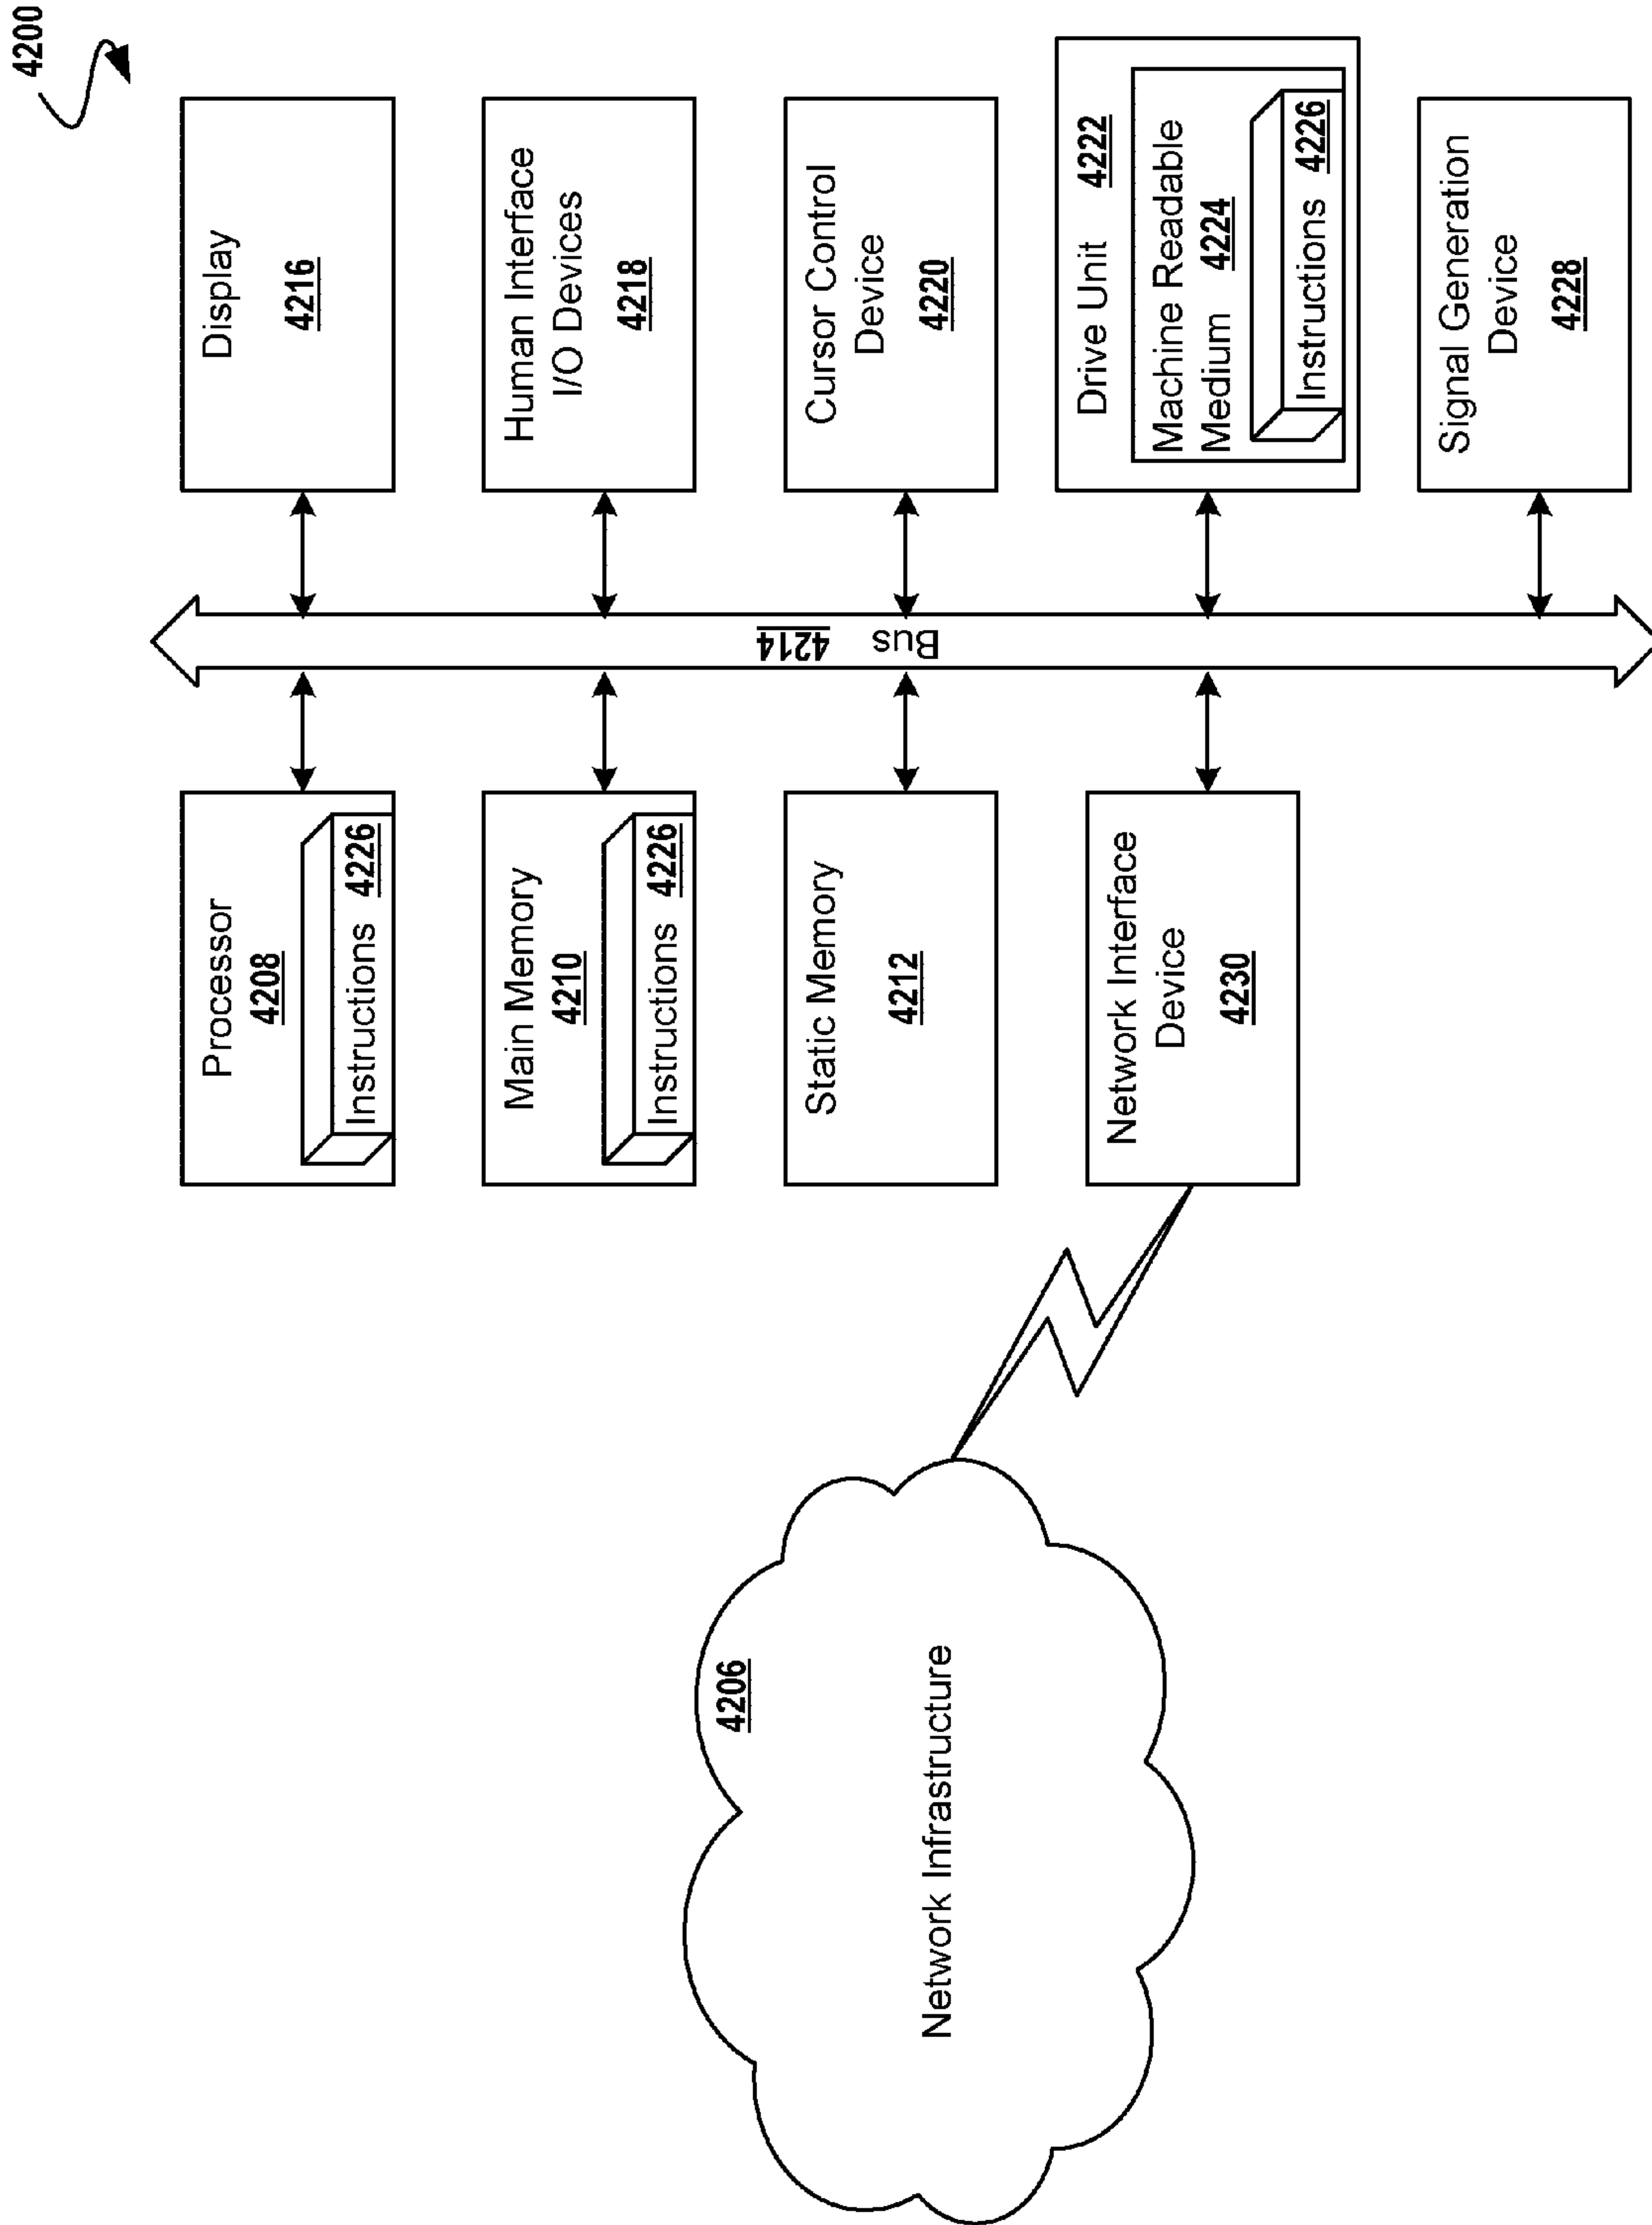 4200
Processor
4208
Instructions 4226
Main Memory
4210
Instructions 4226
Static Memory
4212
Network Interface
Device
4230
4206
Network Infrastructure
Bus 4214
Display
4216
Human Interface
I/O Devices
4218
Cursor Control
Device
4220
Drive Unit 4222
Machine Readable
Medium 4224
Instructions 4226
Signal Generation
Device
4228